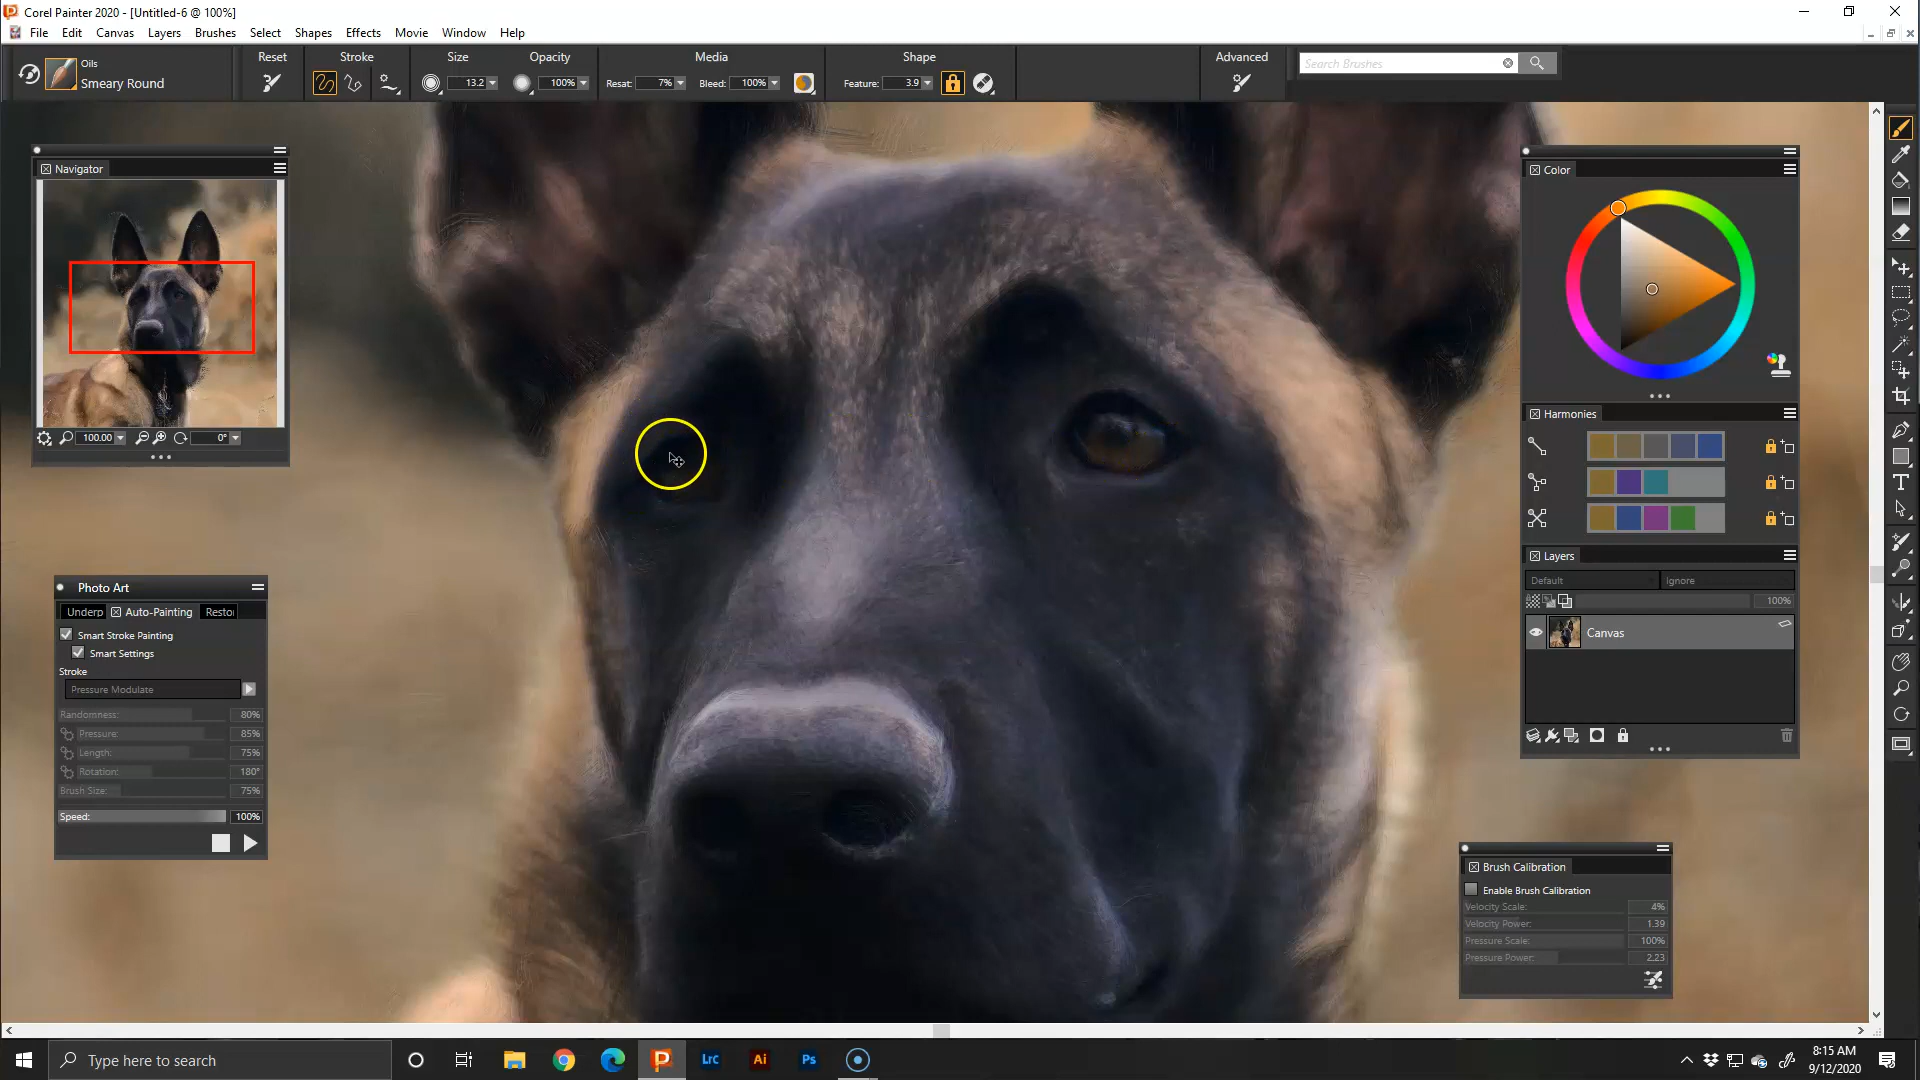 Corel Painter 2020 - [Untitled-6 @ 100%]
File Edit Canvas Layers Brushes Select Shapes Effects Movie Window Help
Oils
Smeary Round
Reset
Stroke
Size
13.2
Opacity
100%
Media
Resat: 7%
Bleed: 100%
Shape
Feature: 3.9
Advanced
Search Brushes
Navigator
100.00
0°
Photo Art
Underp
Auto-Painting
Restor
Smart Stroke Painting
Smart Settings
Stroke
Pressure Modulate
Randomness: 80%
Pressure: 85%
Length: 75%
Rotation: 180°
Brush Size: 75%
Speed: 100%
Color
Harmonies
Layers
Default
Ignore
100%
Canvas
Brush Calibration
Enable Brush Calibration
Velocity Scale: 4%
Velocity Power: 1.39
Pressure Scale: 100%
Pressure Power: 2.23
T
Type here to search
P
Lrc
Ai
Ps
8:15 AM
9/12/2020